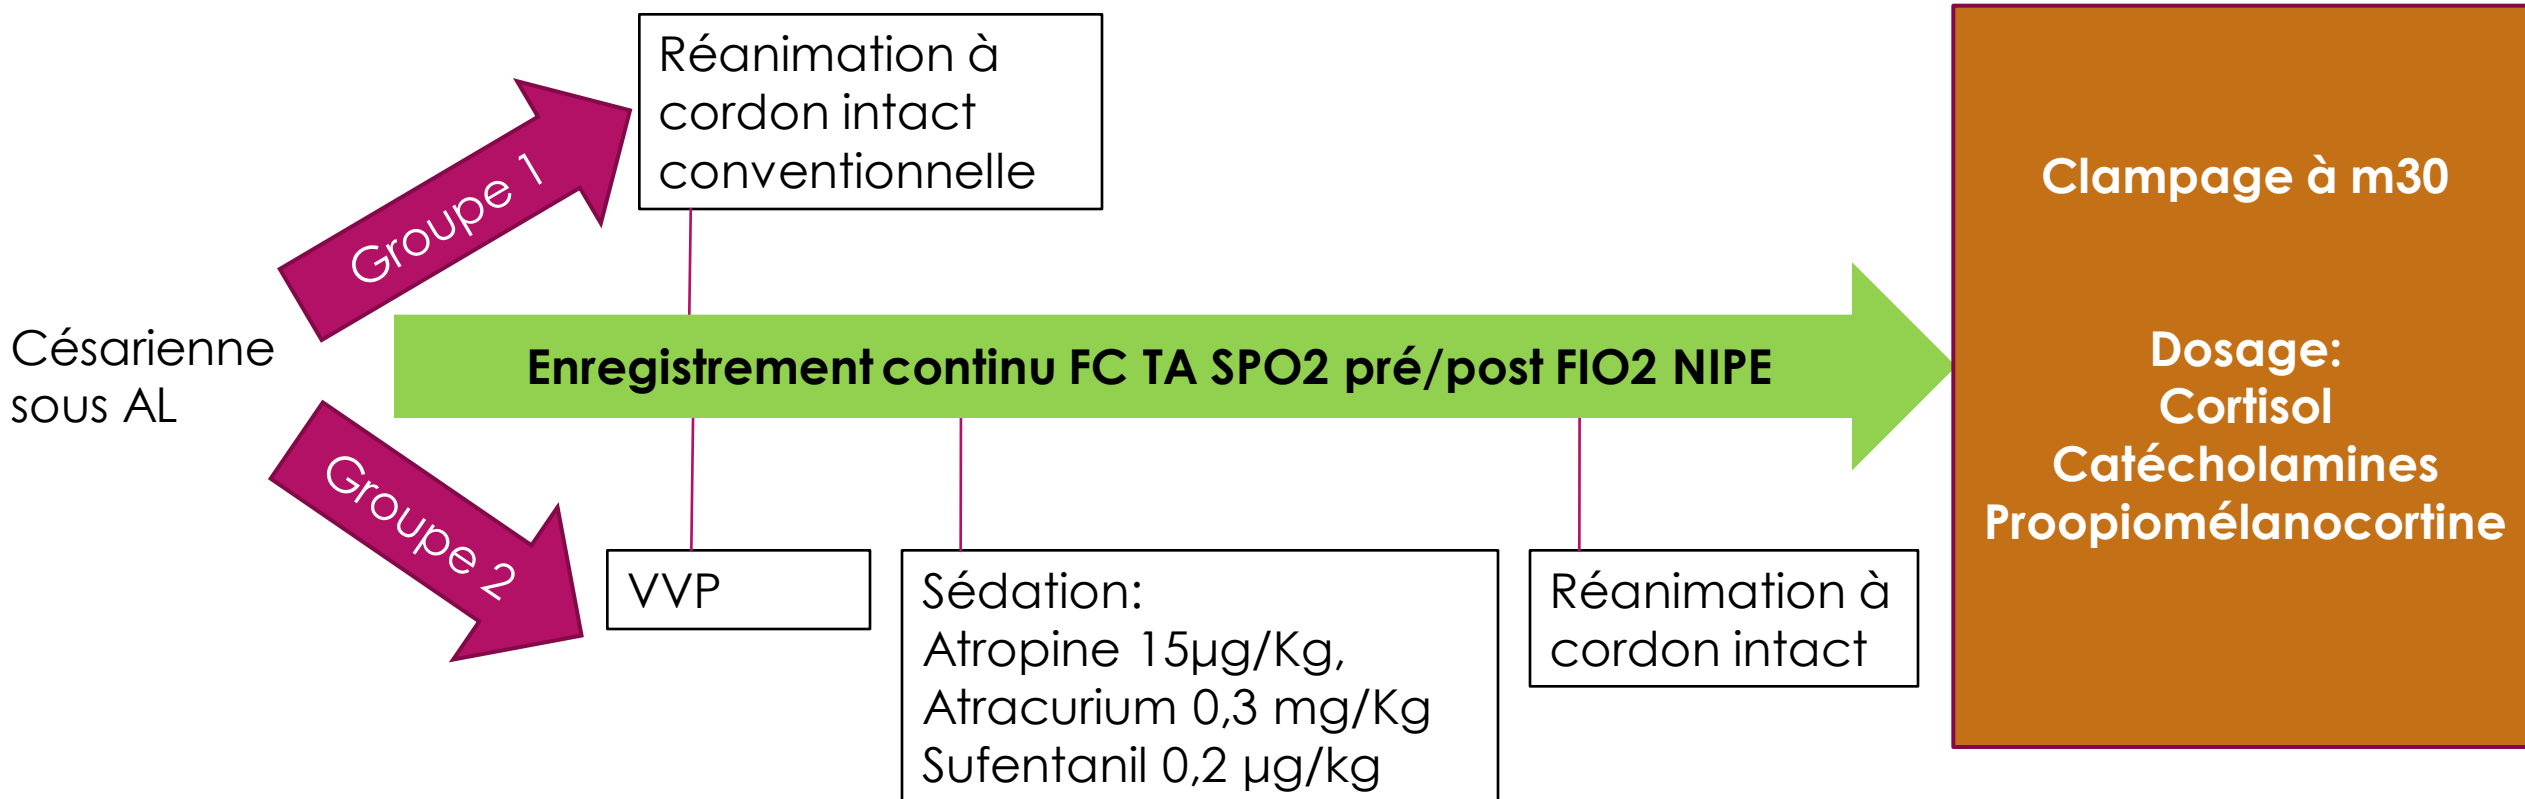 Réanimation à
cordon intact
conventionnelle
Groupe 1
Césarienne
sous AL
Enregistrement continu FC TA SPO2 pré/post FIO2 NIPE
Groupe 2
VVP
Sédation:
Atropine 15µg/Kg,
Atracurium 0,3 mg/Kg
Sufentanil 0,2 µg/kg
Réanimation à
cordon intact
Clampage à m30
Dosage:
Cortisol
Catécholamines
Proopiomélanocortine